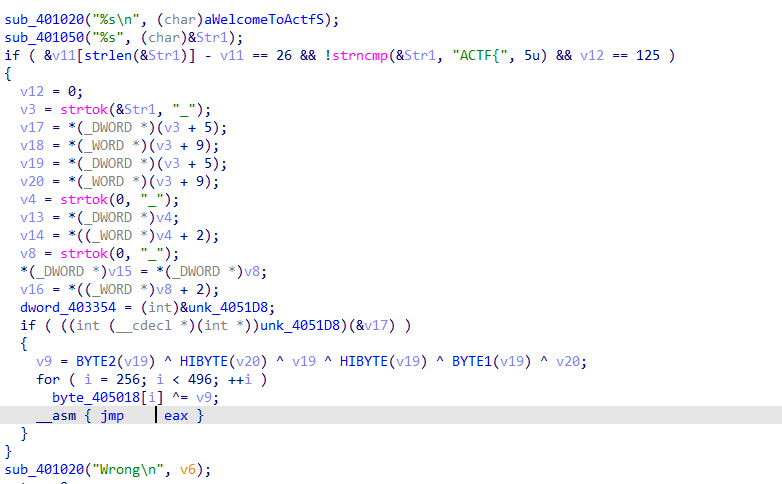 sub_401020("%s\n", (char)aWelcomeToActfS);
sub_401050("%s", (char)&Str1);
if ( &v11[strlen(&Str1)] - v11 == 26 && !strncmp(&Str1, "ACTF{", 5u) && v12 == 125 )
{
v12 = 0;
v3 = strtok(&Str1, "_");
v17 = *(_DWORD *)(v3 + 5);
v18 = *(_WORD *)(v3 + 9);
v19 = *(_DWORD *)(v3 + 5);
v20 = *(_WORD *)(v3 + 9);
v4 = strtok(0, "_");
v13 = *(_DWORD *)v4;
v14 = *((_WORD *)v4 + 2);
v8 = strtok(0, "_");
*(_DWORD *)v15 = *(_DWORD *)v8;
v16 = *((_WORD *)v8 + 2);
dword_403354 = (int)&unk_4051D8;
if ( ((int (__cdecl *)(int *))unk_4051D8)(&v17) )
{
v9 = BYTE2(v19) ^ HIBYTE(v20) ^ v19 ^ HIBYTE(v19) ^ BYTE1(v19) ^ v20;
for ( i = 256; i < 496; ++i )
byte_405018[i] ^= v9;
__asm { jmp eax }
}
}
sub_401020("Wrong\n", v6);